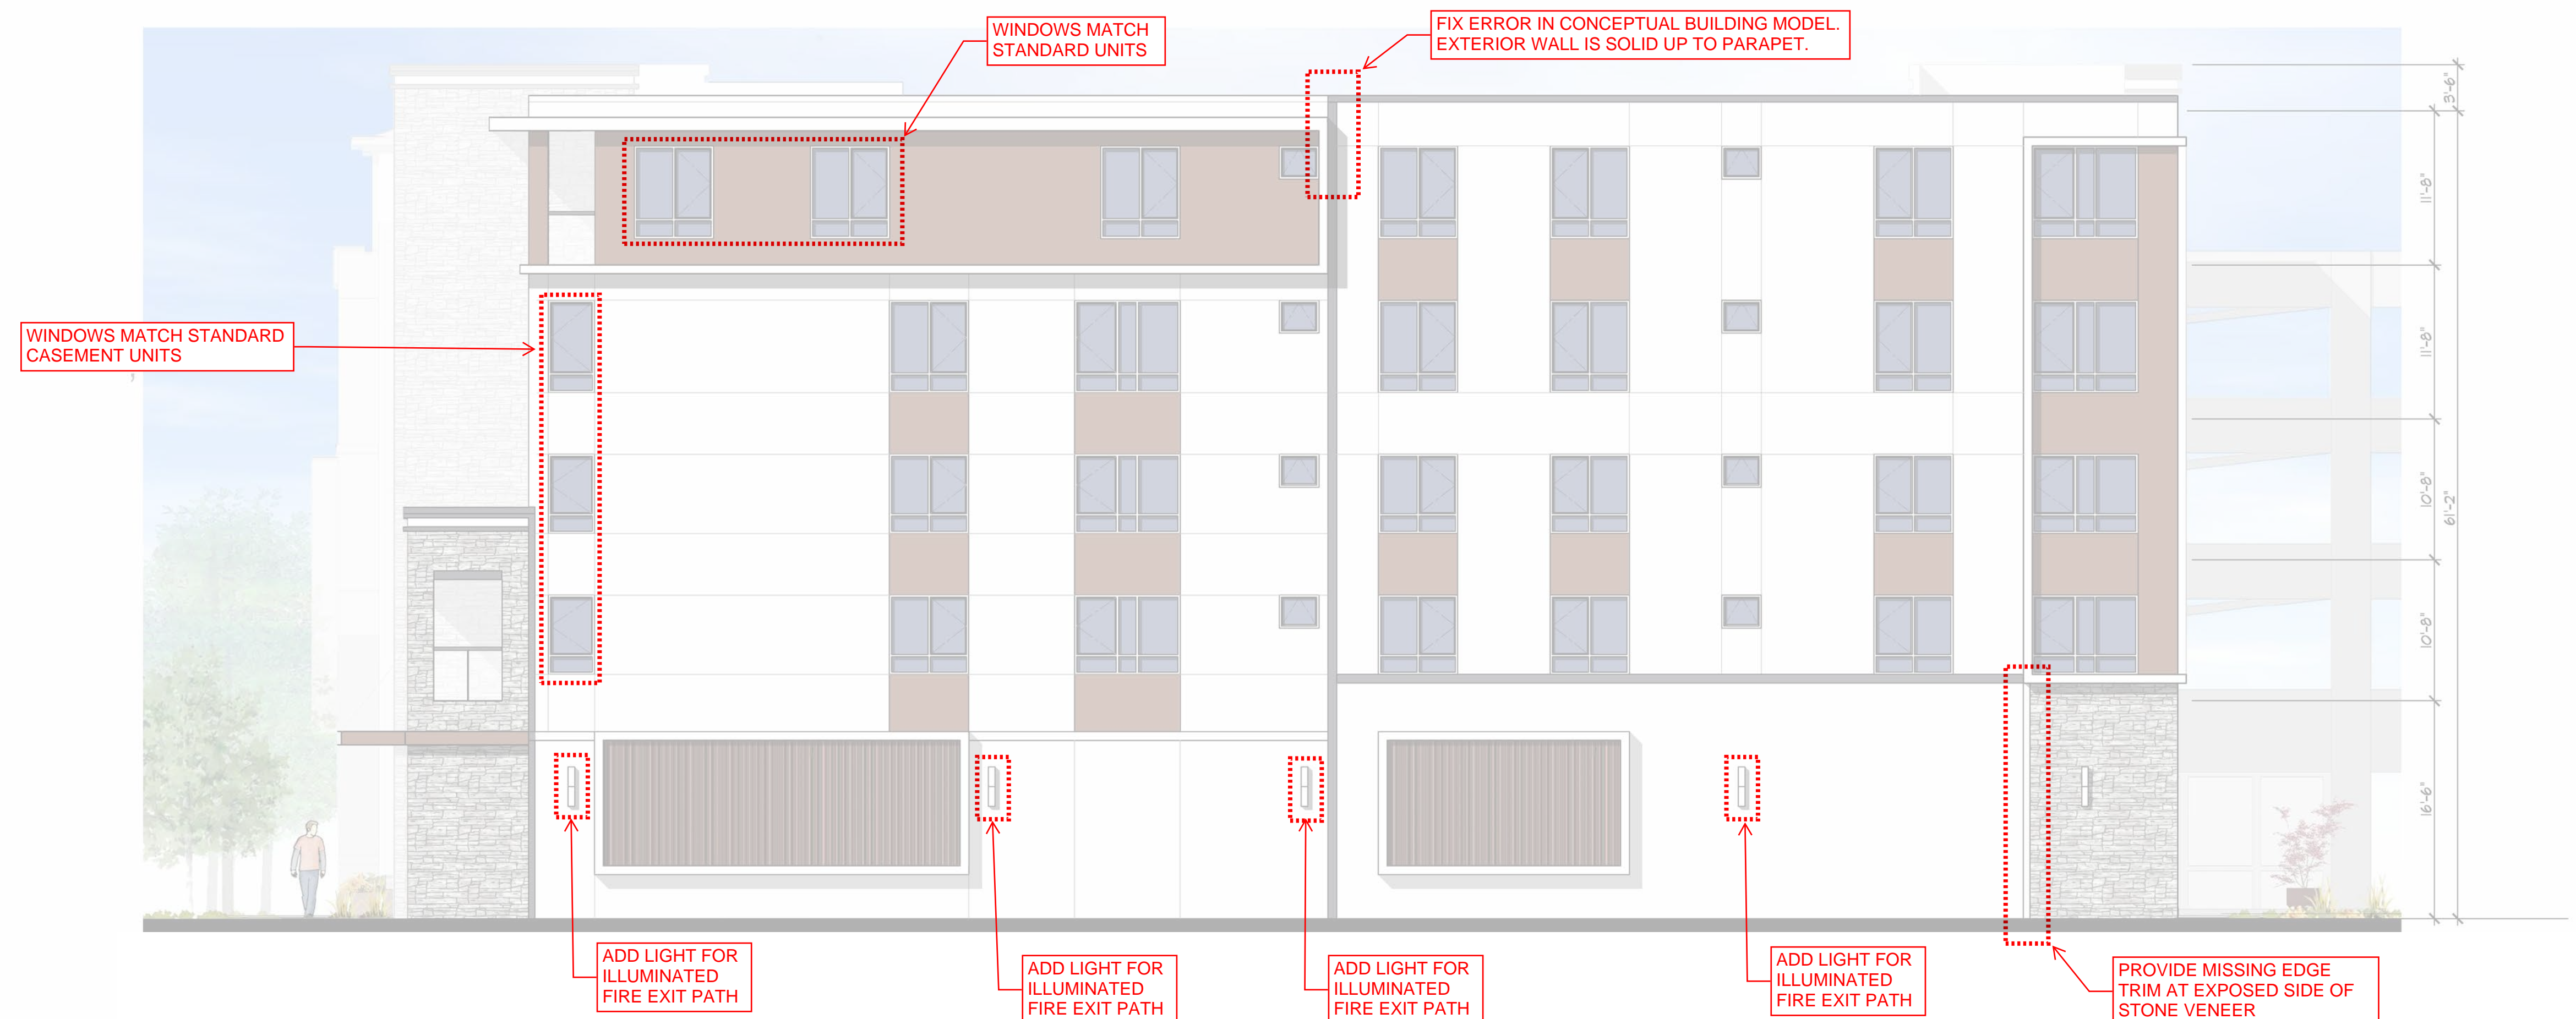 WINDOWS MATCH
STANDARD UNITS
FIX ERROR IN CONCEPTUAL BUILDING MODEL.
EXTERIOR WALL IS SOLID UP TO PARAPET.
3'-6"
11'-8"
WINDOWS MATCH STANDARD
CASEMENT UNITS
11'-8"
10'-8"
61'-2"
10'-8"
16'-6"
ADD LIGHT FOR
ILLUMINATED
FIRE EXIT PATH
ADD LIGHT FOR
ILLUMINATED
FIRE EXIT PATH
ADD LIGHT FOR
ILLUMINATED
FIRE EXIT PATH
ADD LIGHT FOR
ILLUMINATED
FIRE EXIT PATH
PROVIDE MISSING EDGE
TRIM AT EXPOSED SIDE OF
STONE VENEER